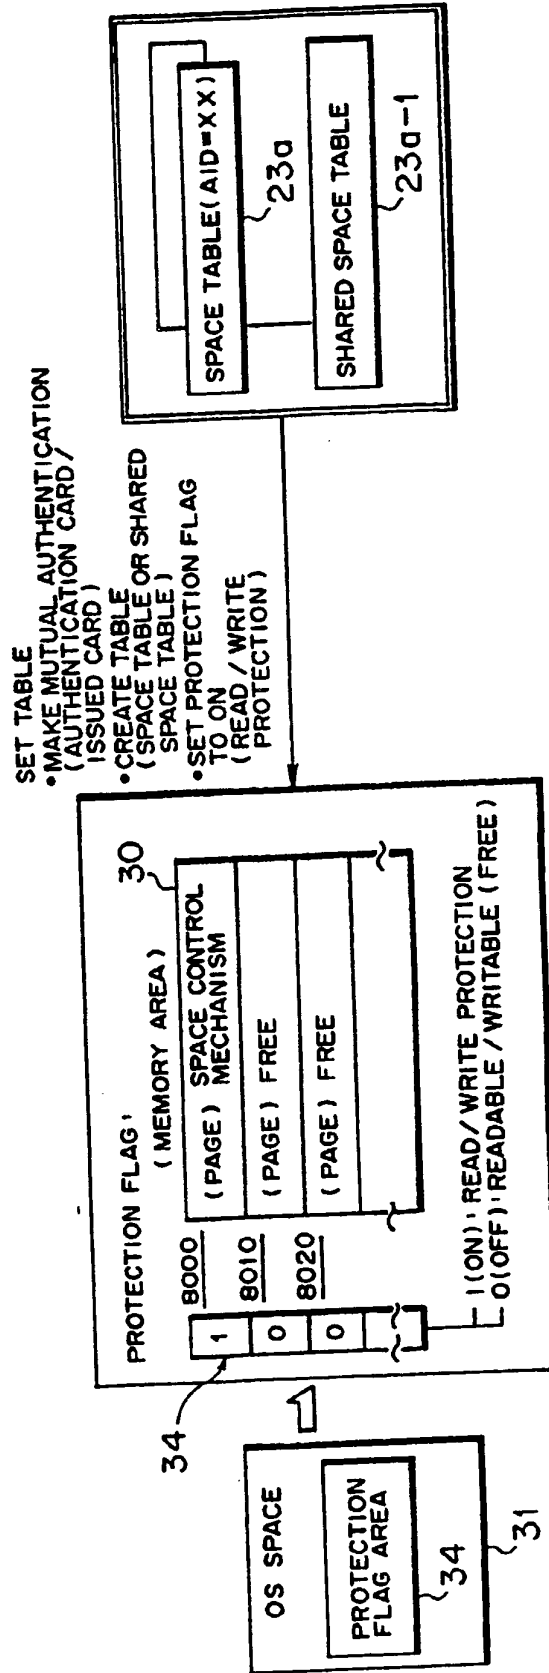 OS SPACE
PROTECTION
FLAG AREA
34
31
34
PROTECTION FLAG'
(MEMORY AREA)
30
8000
8010
8020
1
0
0
(PAGE) SPACE CONTROL
MECHANISM
(PAGE) FREE
(PAGE) FREE
1(ON)' READ/WRITE PROTECTION
0(OFF)' READABLE/WRITABLE (FREE)
SET TABLE
•MAKE MUTUAL AUTHENTICATION
(AUTHENTICATION CARD/
ISSUED CARD)
•CREATE TABLE
(SPACE TABLE OR SHARED
SPACE TABLE)
•SET PROTECTION FLAG
TO ON
(READ/WRITE
PROTECTION)
SPACE TABLE(AID=XX)
23a
SHARED SPACE TABLE
23a-1